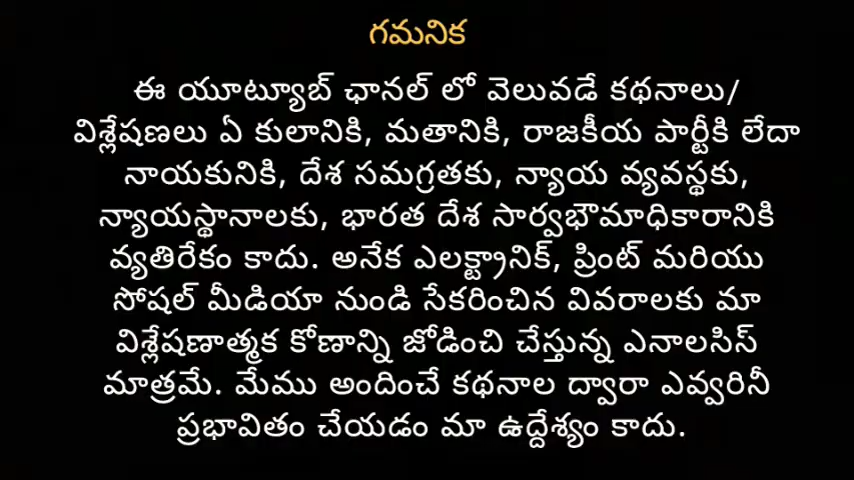 గమనిక
ఈ యూట్యూబ్ ఛానల్ లో వెలువడే కథనాలు/
విశ్లేషణలు ఏ కులానికి, మతానికి, రాజకీయ పార్టీకి లేదా
నాయకునికి, దేశ సమగ్రతకు, న్యాయ వ్యవస్థకు,
న్యాయస్థానాలకు, భారత దేశ సార్వభౌమాధికారానికి
వ్యతిరేకం కాదు. అనేక ఎలక్ట్రానిక్, ప్రింట్ మరియు
సోషల్ మీడియా నుండి సేకరించిన వివరాలకు మా
విశ్లేషణాత్మక కోణాన్ని జోడించి చేస్తున్న ఎనాలసిస్
మాత్రమే. మేము అందించే కథనాల ద్వారా ఎవ్వరినీ
ప్రభావితం చేయడం మా ఉద్దేశ్యం కాదు.